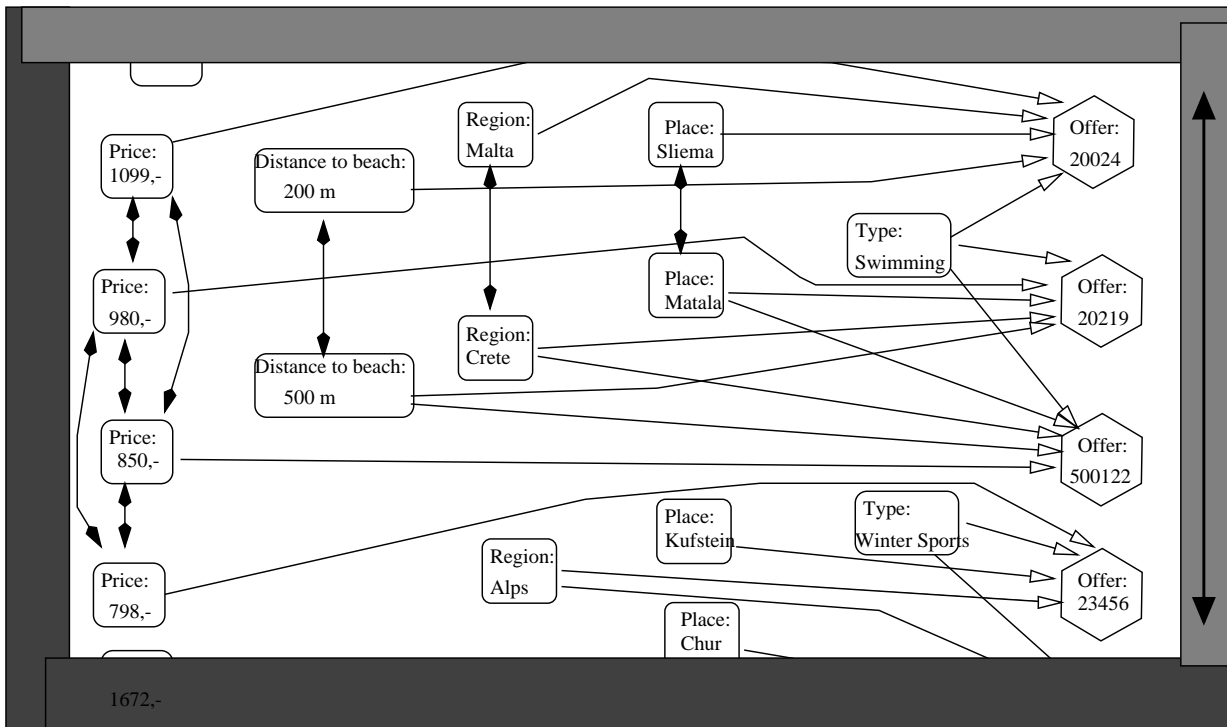 Price:
1099,-
Distance to beach:
200 m
Region:
Malta
Place:
Sliema
Offer:
20024
Price:
980,-
Type:
Swimming
Place:
Matala
Offer:
20219
Region:
Crete
Distance to beach:
500 m
Price:
850,-
Offer:
500122
Place:
Kufstein
Type:
Winter Sports
Region:
Alps
Price:
798,-
Offer:
23456
Place:
Chur
1672,-